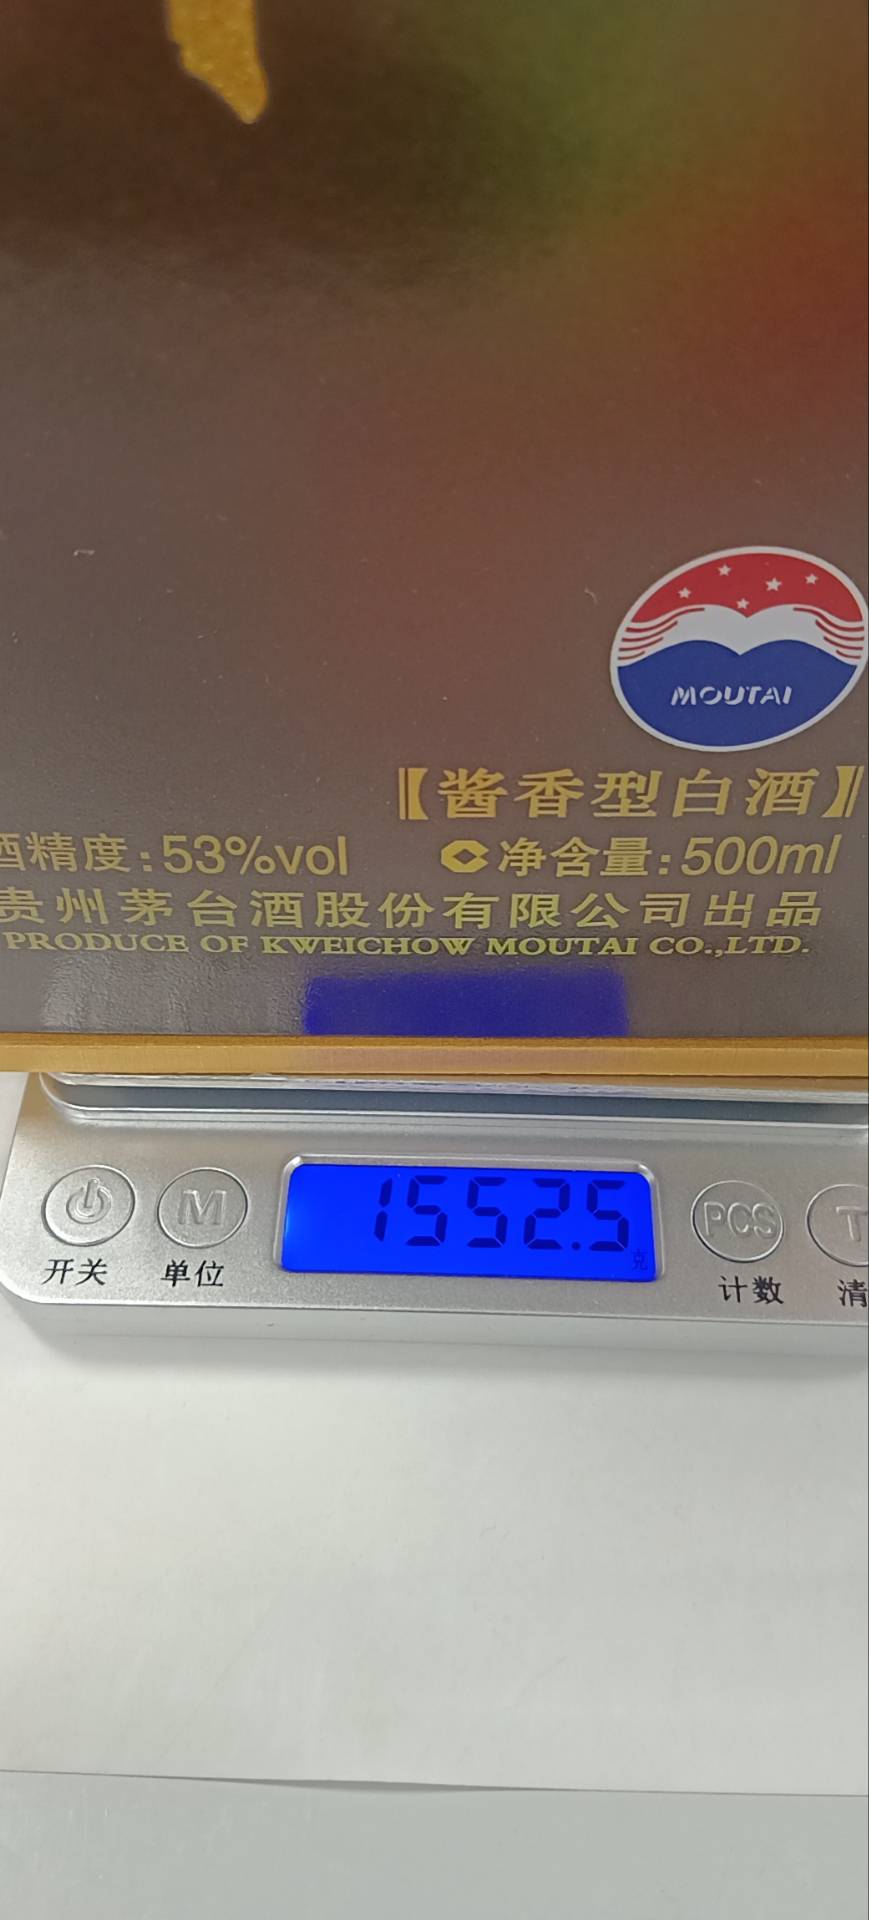 MOUTAI
【酱香型白酒】
酒精度:53%vol 净含量:500ml
贵州茅台酒股份有限公司出品
PRODUCE OF KWEICHOW MOUTAI CO.,LTD.
1552.5
克
M PCS T
开关 单位 计数 清